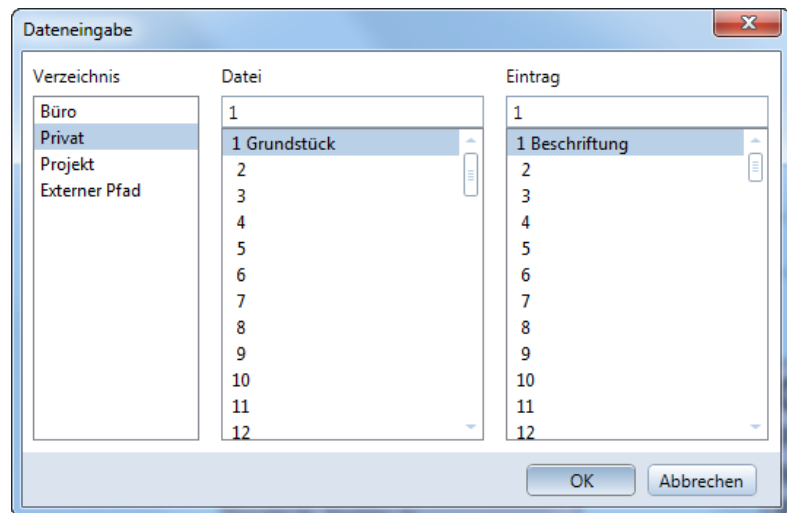 Dateneingabe
Verzeichnis
Büro
Privat
Projekt
Externer Pfad
Datei
1
1 Grundstück
2
3
4
5
6
7
8
9
10
11
12
Eintrag
1
1 Beschriftung
2
3
4
5
6
7
8
9
10
11
12
OK
Abbrechen